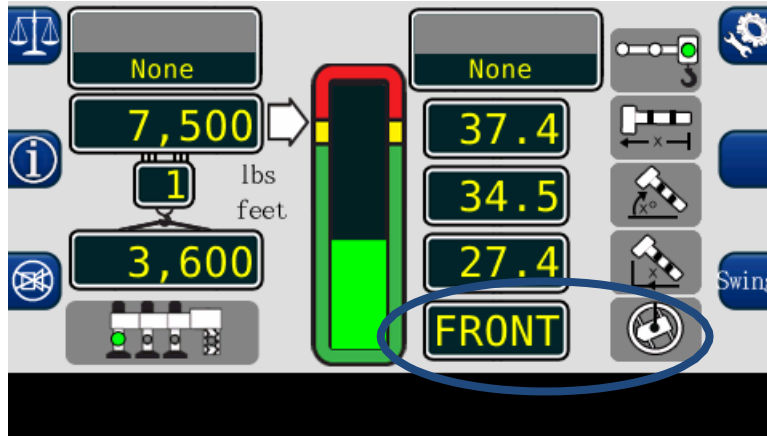 None
7,500
1
lbs
feet
3,600
None
37.4
34.5
x
27.4
x°
FRONT
x
Swing